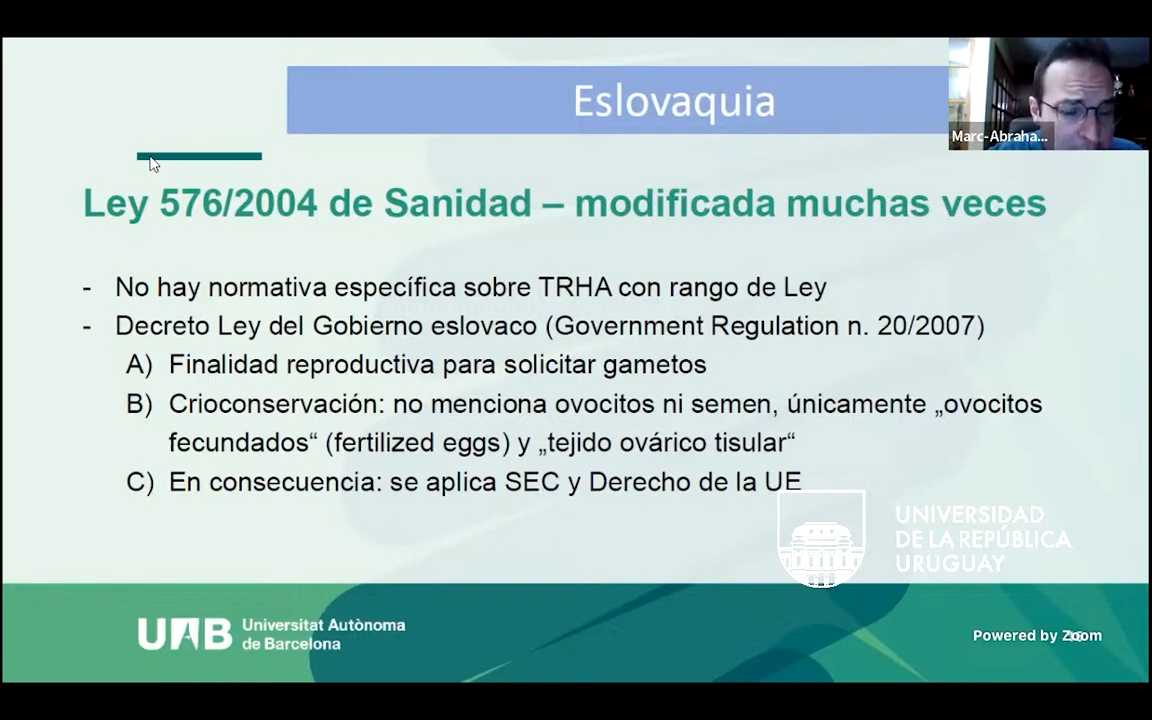 Eslovaquia
Marc-Abraha...
Ley 576/2004 de Sanidad – modificada muchas veces
- No hay normativa específica sobre TRHA con rango de Ley
- Decreto Ley del Gobierno eslovaco (Government Regulation n. 20/2007)
A) Finalidad reproductiva para solicitar gametos
B) Crioconservación: no menciona ovocitos ni semen, únicamente „ovocitos
fecundados“ (fertilized eggs) y „tejido ovárico tisular“
C) En consecuencia: se aplica SEC y Derecho de la UE
UNIVERSIDAD
DE LA REPÚBLICA
URUGUAY
UAB Universitat Autònoma
de Barcelona
Powered by Zoom